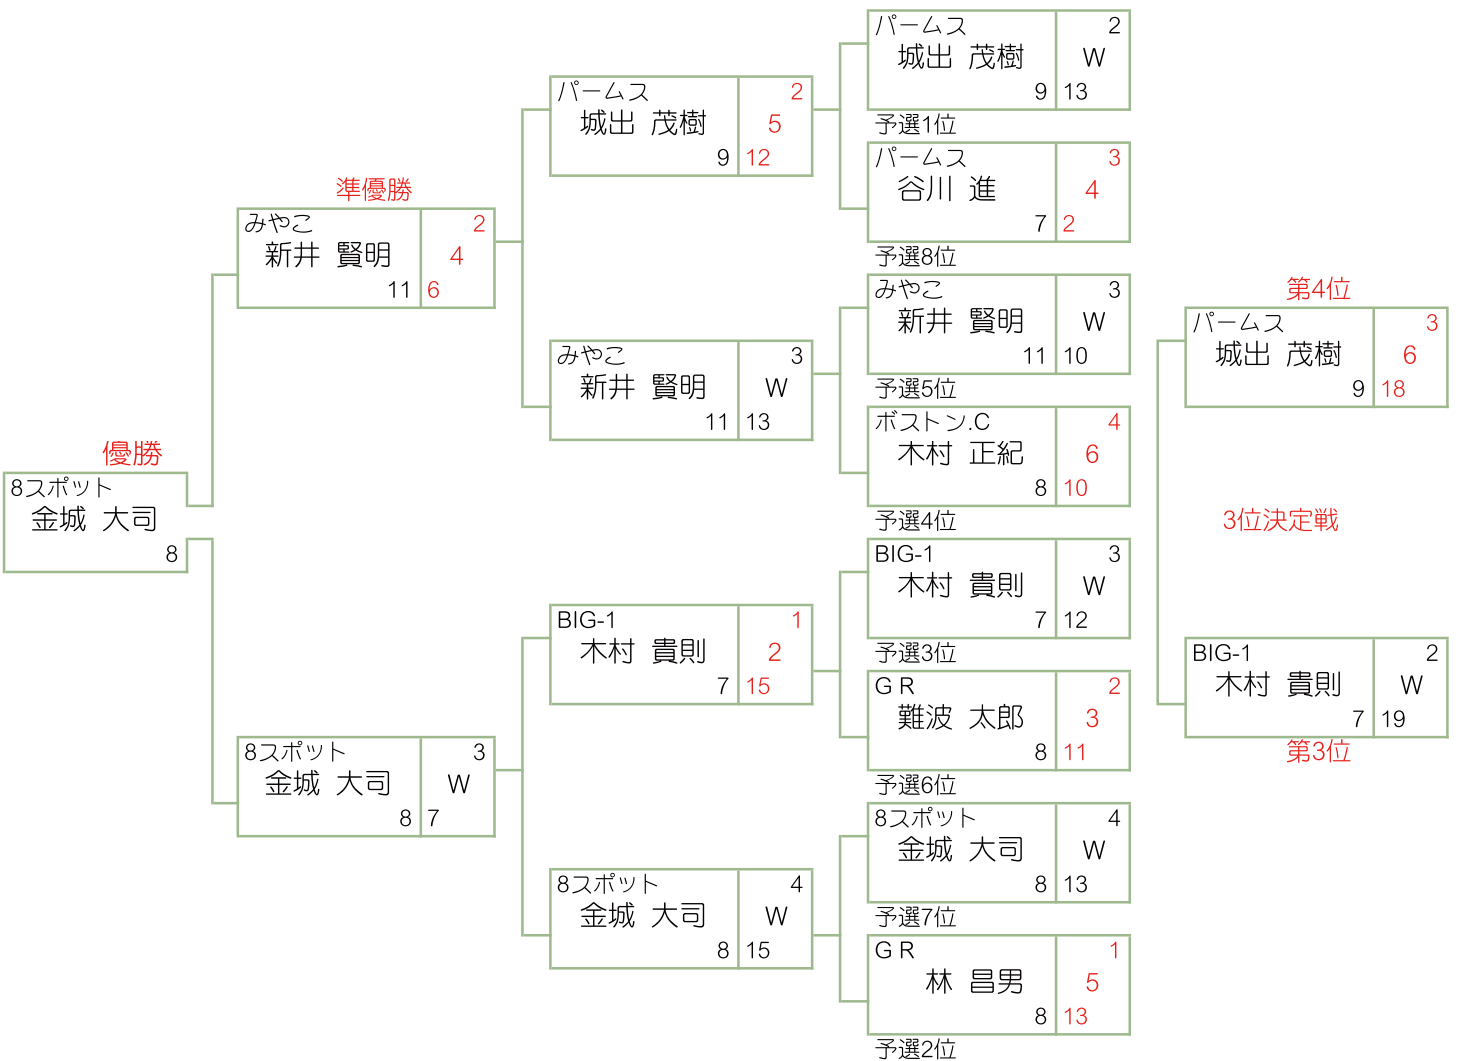 優勝
8スポット
金城 大司
8
準優勝
みやこ
新井 賢明
11
2
4
6
8スポット
金城 大司
8
3
W
7
パームス
城出 茂樹
9
2
5
12
みやこ
新井 賢明
11
3
W
13
BIG-1
木村 貴則
7
1
2
15
8スポット
金城 大司
8
4
W
15
パームス
城出 茂樹
9
2
W
13
予選1位
パームス
谷川 進
7
3
4
2
予選8位
みやこ
新井 賢明
11
3
W
10
予選5位
ボストン.C
木村 正紀
8
4
6
10
予選4位
BIG-1
木村 貴則
7
3
W
12
予選3位
G R
難波 太郎
8
2
3
11
予選6位
8スポット
金城 大司
8
4
W
13
予選7位
G R
林 昌男
8
1
5
13
予選2位
第4位
パームス
城出 茂樹
9
3
6
18
3位決定戦
BIG-1
木村 貴則
7
2
W
19
第3位